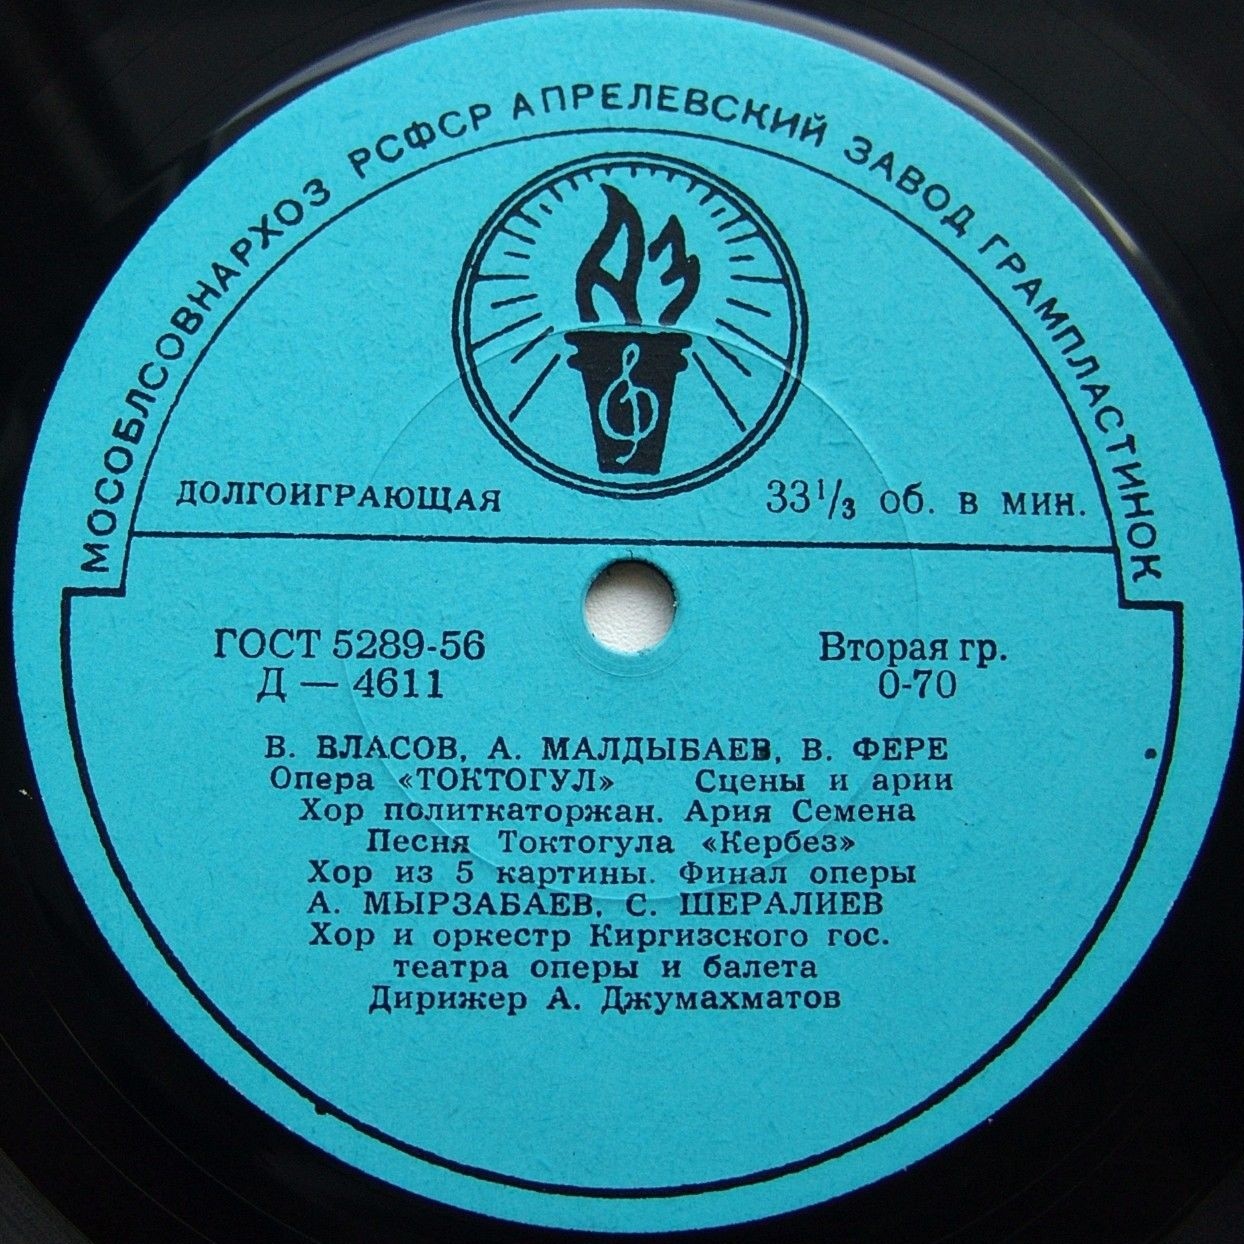 МОСОБЛСОВНАРХОЗ РСФСР АПРЕЛЕВСКИЙ ЗАВОД ГРАМПЛАСТИНОК
АЗ
ДОЛГОИГРАЮЩАЯ 33 1/3 об. в мин.
ГОСТ 5289-56 Вторая гр.
Д — 4611 0-70
В. ВЛАСОВ, А. МАЛДЫБАЕВ, В. ФЕРЕ
Опера «ТОКТОГУЛ» Сцены и арии
Хор политкаторжан. Ария Семена
Песня Токтогула «Кербез»
Хор из 5 картины. Финал оперы
А. МЫРЗАБАЕВ, С. ШЕРАЛИЕВ
Хор и оркестр Киргизского гос.
театра оперы и балета
Дирижер А. Джумахматов